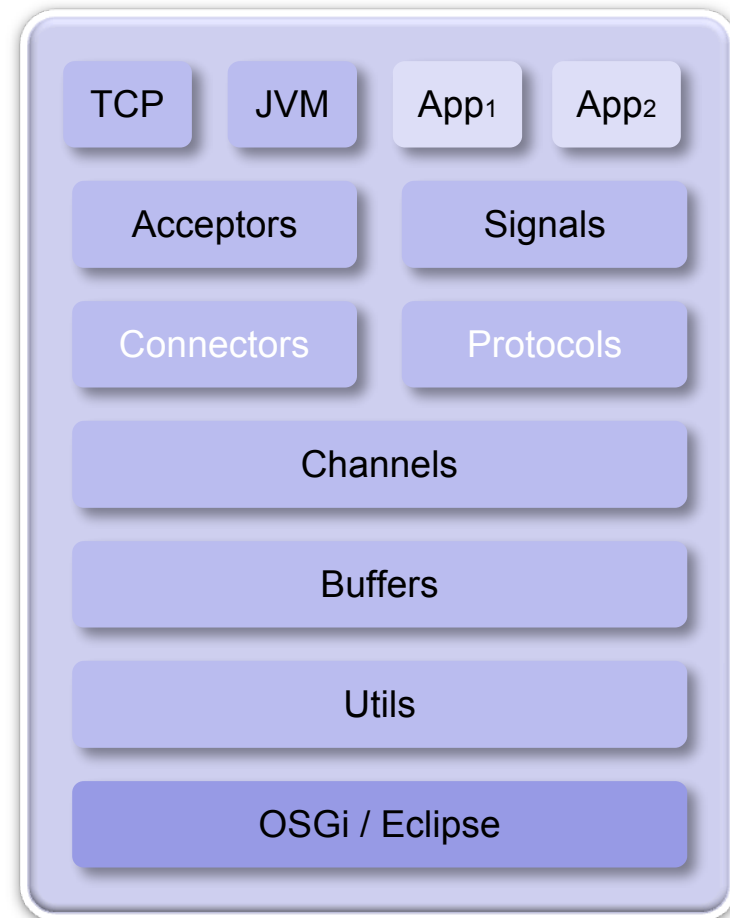 TCP JVM App1 App2
Acceptors Signals
Connectors Protocols
Channels
Buffers
Utils
OSGi / Eclipse